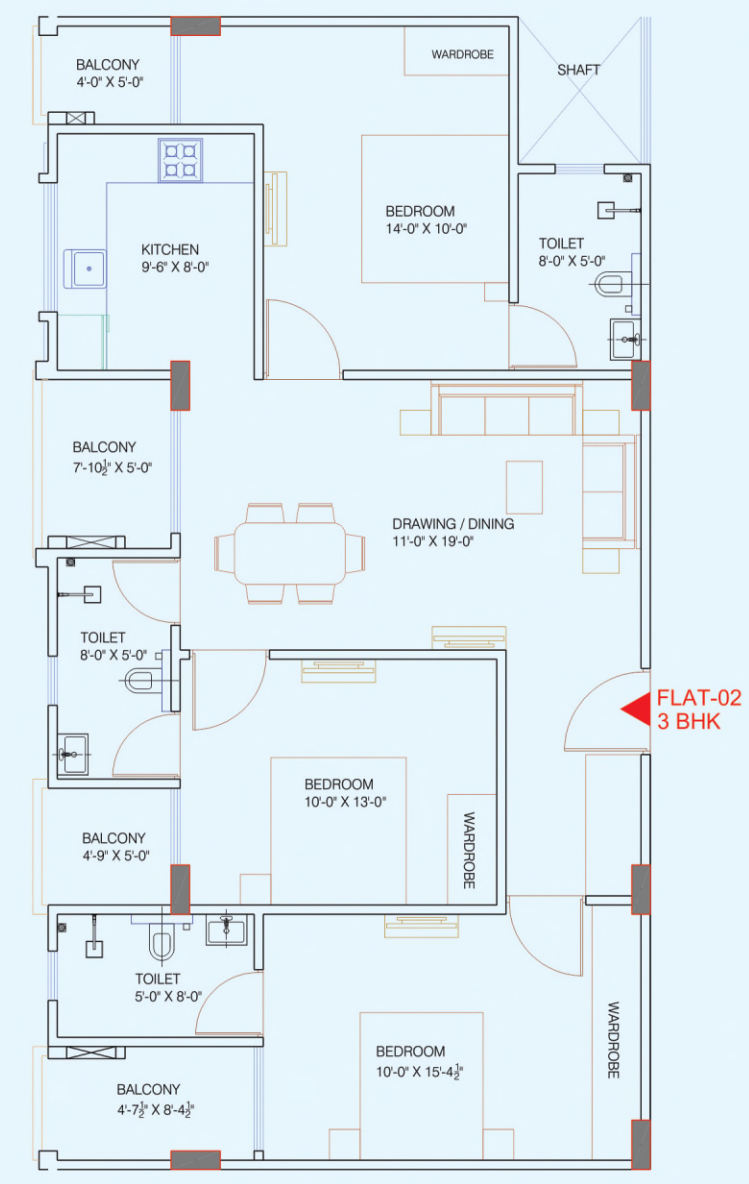 BALCONY
4'-0" X 5'-0"
WARDROBE
SHAFT
BEDROOM
14'-0" X 10'-0"
KITCHEN
9'-6" X 8'-0"
TOILET
8'-0" X 5'-0"
BALCONY
7'-10½" X 5'-0"
DRAWING / DINING
11'-0" X 19'-0"
TOILET
8'-0" X 5'-0"
FLAT-02
3 BHK
BEDROOM
10'-0" X 13'-0"
WARDROBE
BALCONY
4'-9" X 5'-0"
TOILET
5'-0" X 8'-0"
BEDROOM
10'-0" X 15'-4½"
WARDROBE
BALCONY
4'-7½" X 8'-4½"